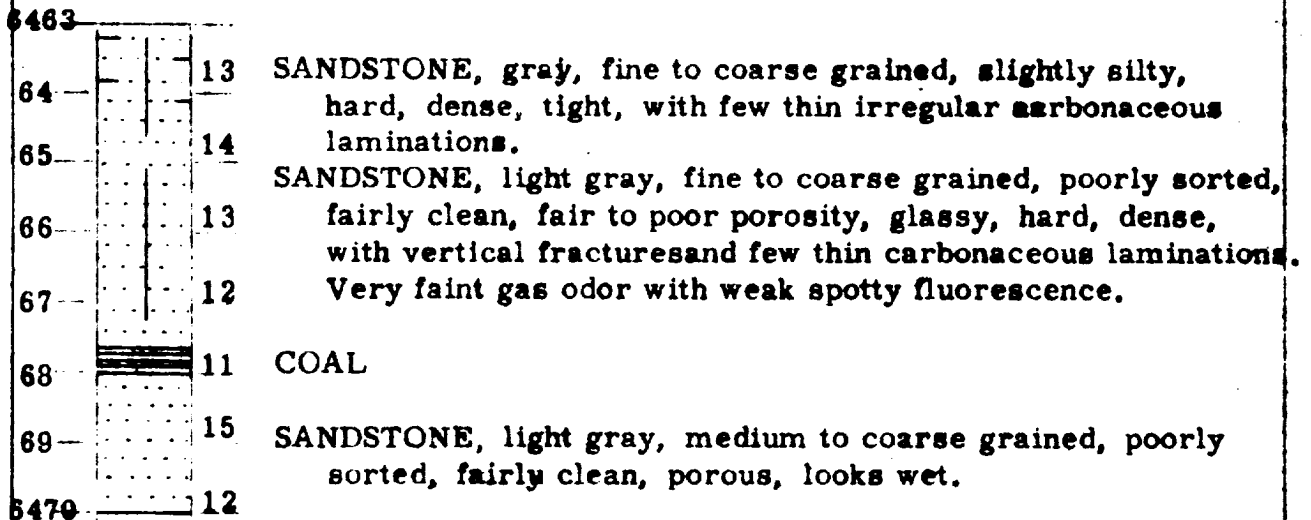 6463
13 SANDSTONE, gray, fine to coarse grained, slightly silty,
64 hard, dense, tight, with few thin irregular aarbonaceous
14 laminations.
65
SANDSTONE, light gray, fine to coarse grained, poorly sorted,
66 13 fairly clean, fair to poor porosity, glassy, hard, dense,
with vertical fracturesand few thin carbonaceous laminations.
67 12 Very faint gas odor with weak spotty fluorescence.
68 11 COAL
69 15 SANDSTONE, light gray, medium to coarse grained, poorly
sorted, fairly clean, porous, looks wet.
6470 12